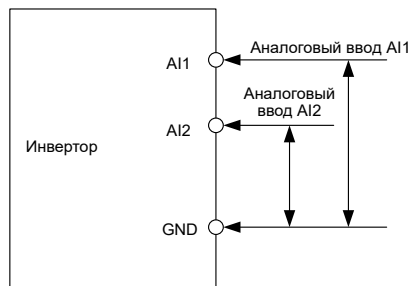 Аналоговый ввод AI1
AI1
Аналоговый
ввод AI2
AI2
Инвертор
GND